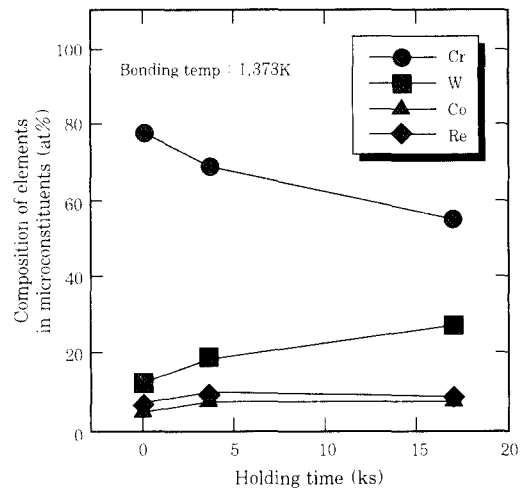 100
80
60
40
20
0
Composition of elements
in microconstituents (at%)
Bonding temp : 1,373K
Cr
W
Co
Re
0
5
10
15
20
Holding time (ks)